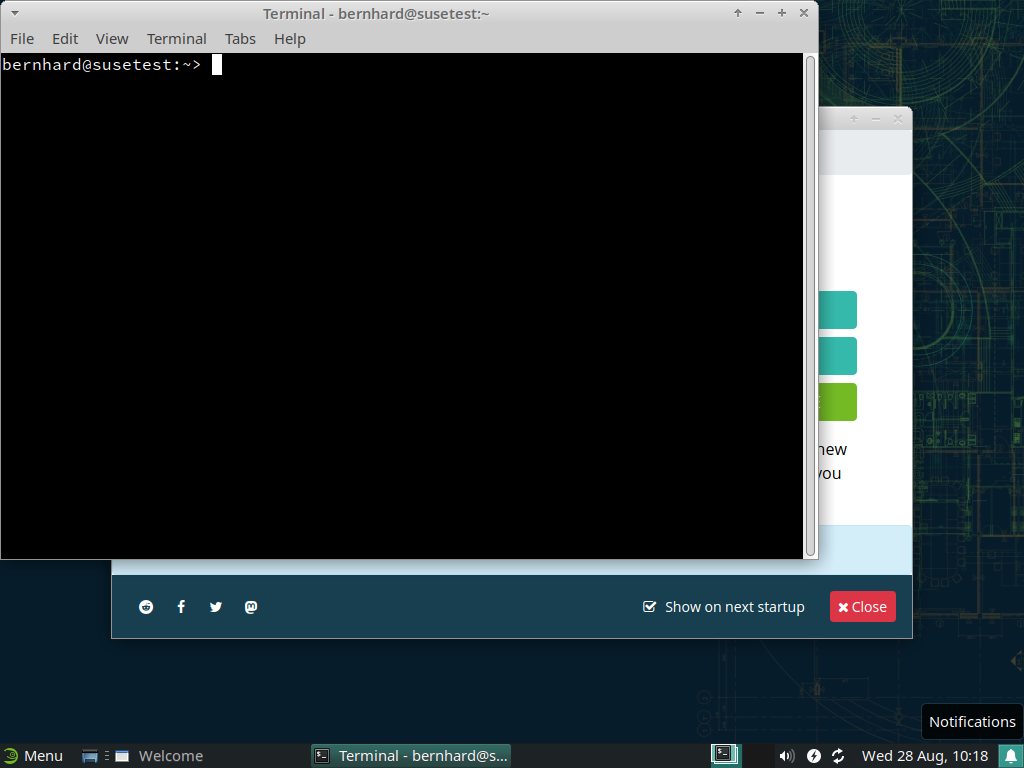 Terminal - bernhard@susetest:~
File Edit View Terminal Tabs Help
bernhard@susetest:~>
new
you
Show on next startup
Close
Notifications
Menu
Welcome
Terminal - bernhard@s...
Wed 28 Aug, 10:18